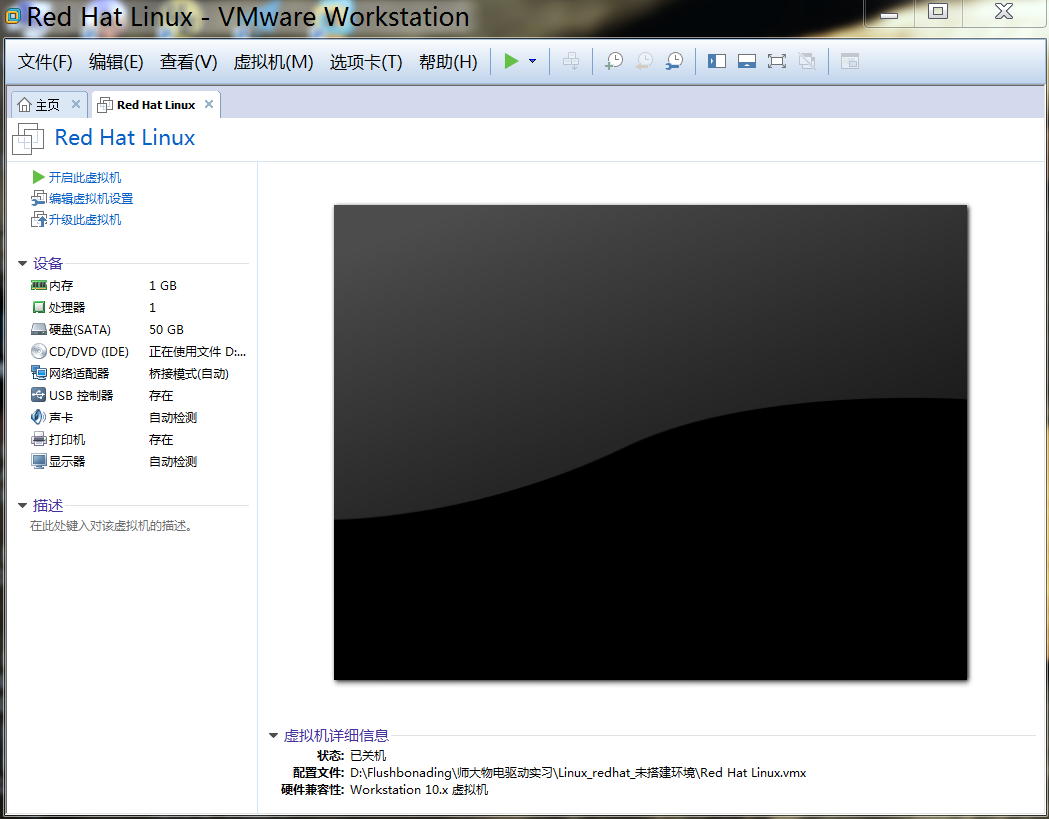 Red Hat Linux - VMware Workstation
文件(F) 编辑(E) 查看(V) 虚拟机(M) 选项卡(T) 帮助(H)
主页 Red Hat Linux
Red Hat Linux
开启此虚拟机
编辑虚拟机设置
升级此虚拟机
设备
内存 1 GB
处理器 1
硬盘(SATA) 50 GB
CD/DVD (IDE) 正在使用文件 D:...
网络适配器 桥接模式(自动)
USB 控制器 存在
声卡 自动检测
打印机 存在
显示器 自动检测
描述
在此处键入对该虚拟机的描述。
虚拟机详细信息
状态: 已关机
配置文件: D:\Flushbonading\师大物电驱动实习\Linux_redhat_未搭建环境\Red Hat Linux.vmx
硬件兼容性: Workstation 10.x 虚拟机